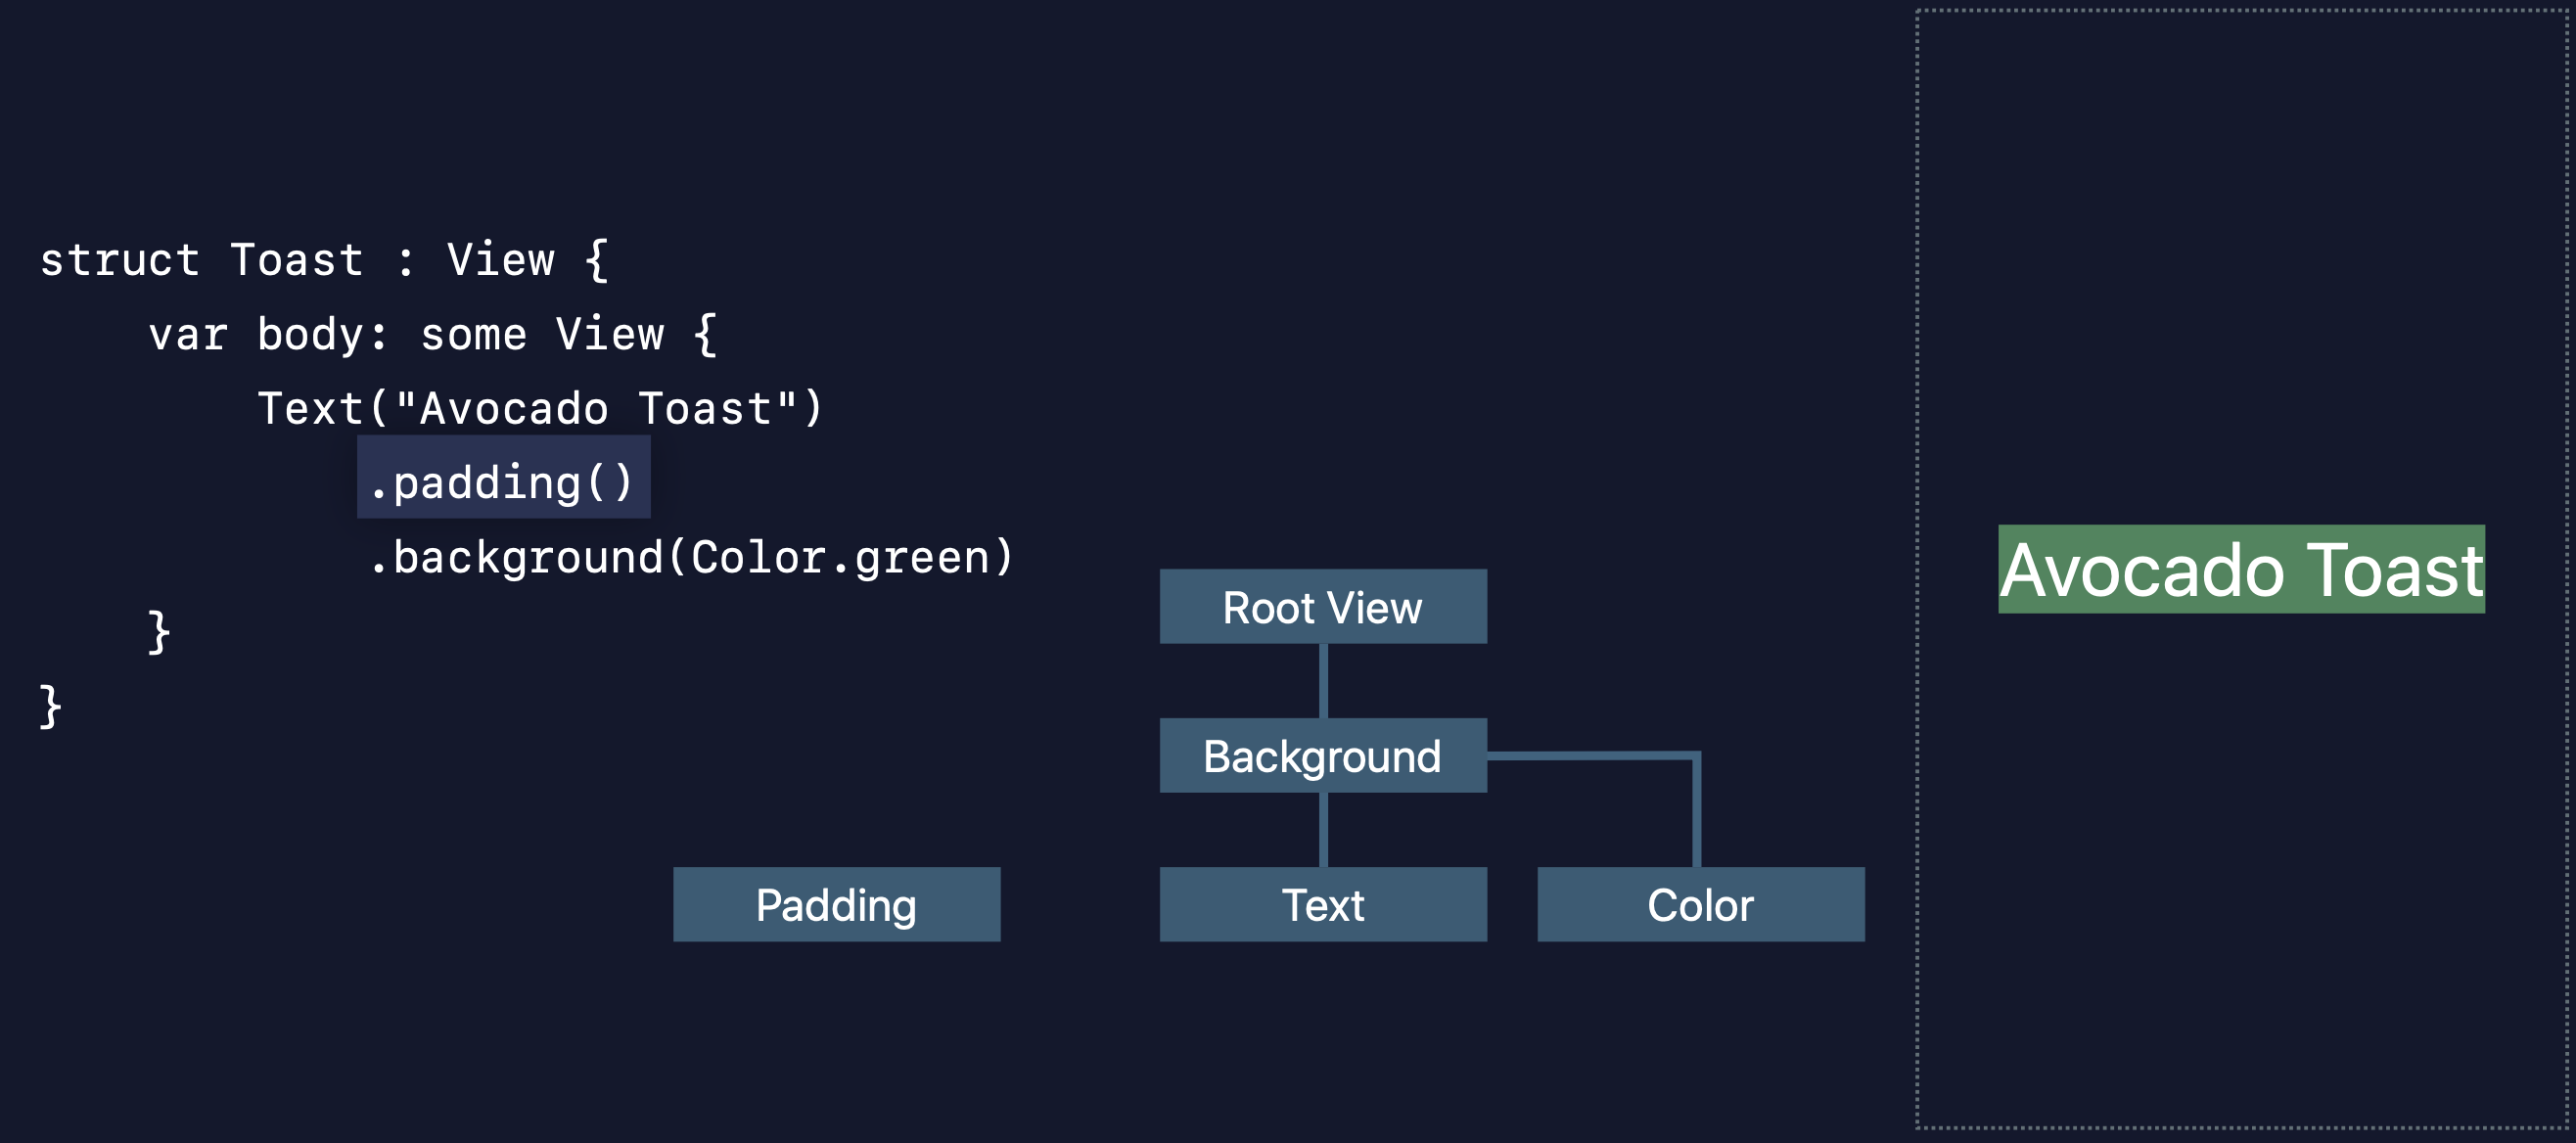 struct Toast : View {
var body: some View {
Text("Avocado Toast")
.padding()
.background(Color.green)
}
}
Root View
Background
Padding
Text
Color
Avocado Toast